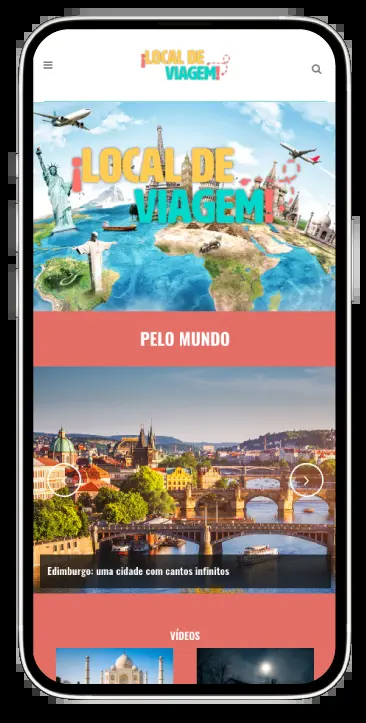 ¡LOCAL DE
VIAGEM!
¡LOCAL DE
VIAGEM!
PELO MUNDO
Edimburgo: uma cidade com cantos infinitos
VÍDEOS